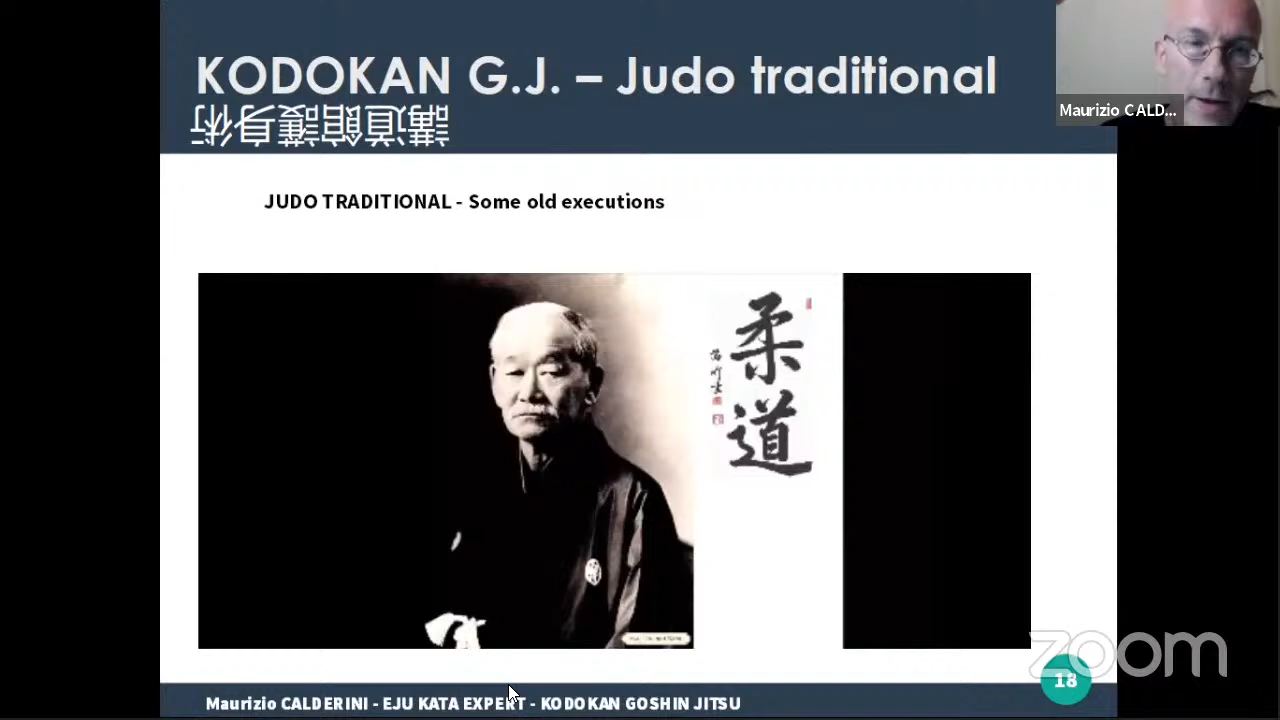 KODOKAN G.J. – Judo traditional
講道館護身術
Maurizio CALD...
JUDO TRADITIONAL - Some old executions
柔道
zoom
18
Maurizio CALDERINI - EJU KATA EXPERT - KODOKAN GOSHIN JITSU